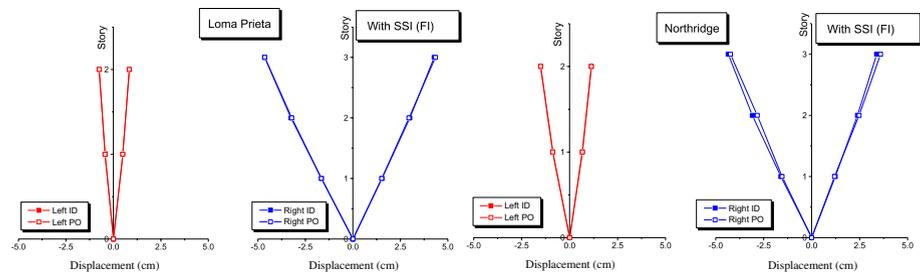 Loma Prieta
With SSI (FI)
Northridge
With SSI (FI)
Story
2
1
0
Left ID
Left PO
-5.0 -2.5 0.0 2.5 5.0
Displacement (cm)
Story
3
2
1
0
Right ID
Right PO
-5.0 -2.5 0.0 2.5 5.0
Displacement (cm)
Story
2
1
0
Left ID
Left PO
-5.0 -2.5 0.0 2.5 5.0
Displacement (cm)
Story
3
2
1
0
Right ID
Right PO
-5.0 -2.5 0.0 2.5 5.0
Displacement (cm)